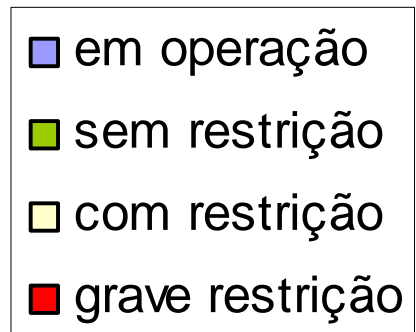 em operação
sem restrição
com restrição
grave restrição